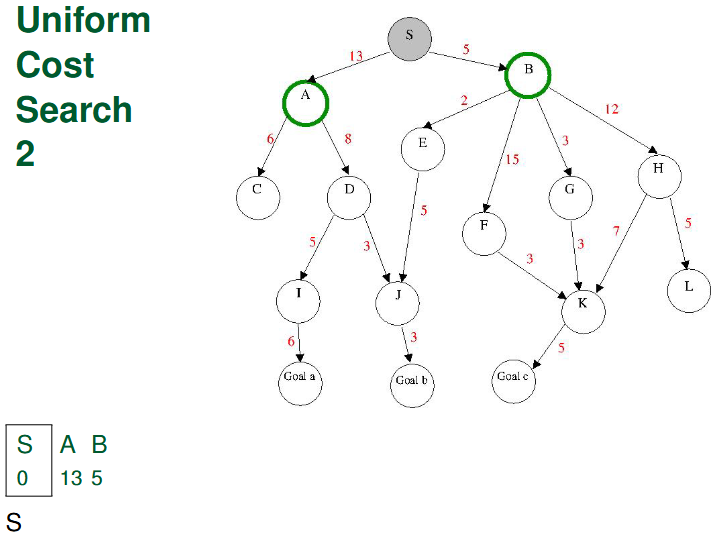 Uniform
Cost
Search
2
S
13
5
B
A
2
12
6
8
E
15
3
H
C
D
G
F
5
7
5
5
3
3
3
I
J
K
L
6
3
5
Goal a
Goal b
Goal c
S A B
0 13 5
S